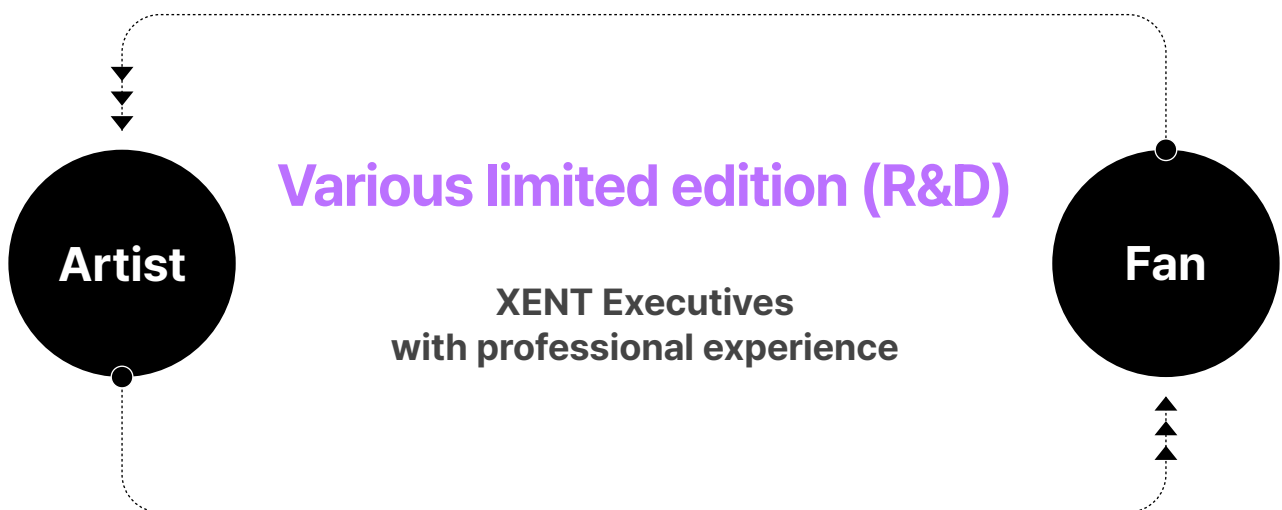 Various limited edition (R&D)
Artist
Fan
XENT Executives
with professional experience